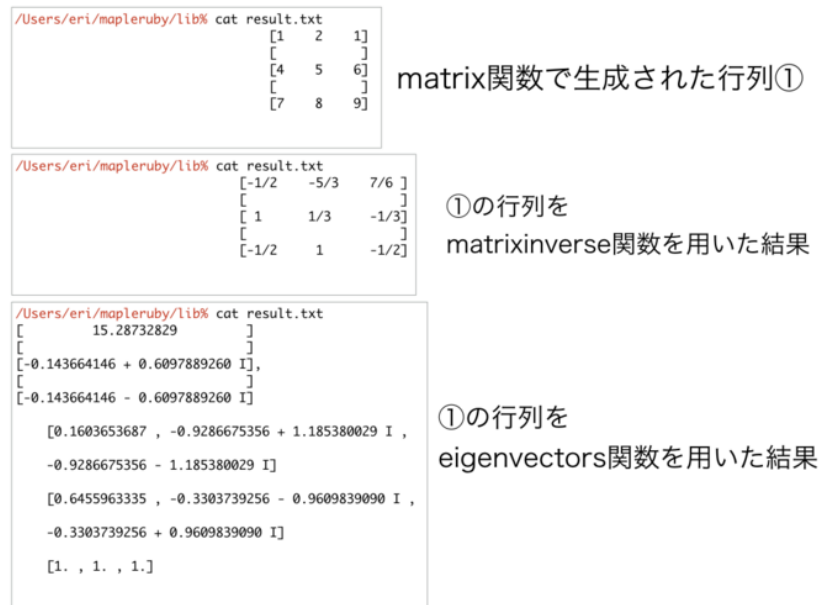 /Users/eri/mapleruby/lib% cat result.txt
[1 2 1]
[ ]
[4 5 6]
[ ]
[7 8 9]
matrix関数で生成された行列①
/Users/eri/mapleruby/lib% cat result.txt
[-1/2 -5/3 7/6 ]
[ ]
[ 1 1/3 -1/3]
[ ]
[-1/2 1 -1/2]
①の行列を
matrixinverse関数を用いた結果
/Users/eri/mapleruby/lib% cat result.txt
[ 15.28732829 ]
[ ]
[-0.143664146 + 0.6097889260 I],
[ ]
[-0.143664146 - 0.6097889260 I]
[0.1603653687 , -0.9286675356 + 1.185380029 I ,
-0.9286675356 - 1.185380029 I]
[0.6455963335 , -0.3303739256 - 0.9609839090 I ,
-0.3303739256 + 0.9609839090 I]
[1. , 1. , 1.]
①の行列を
eigenvectors関数を用いた結果